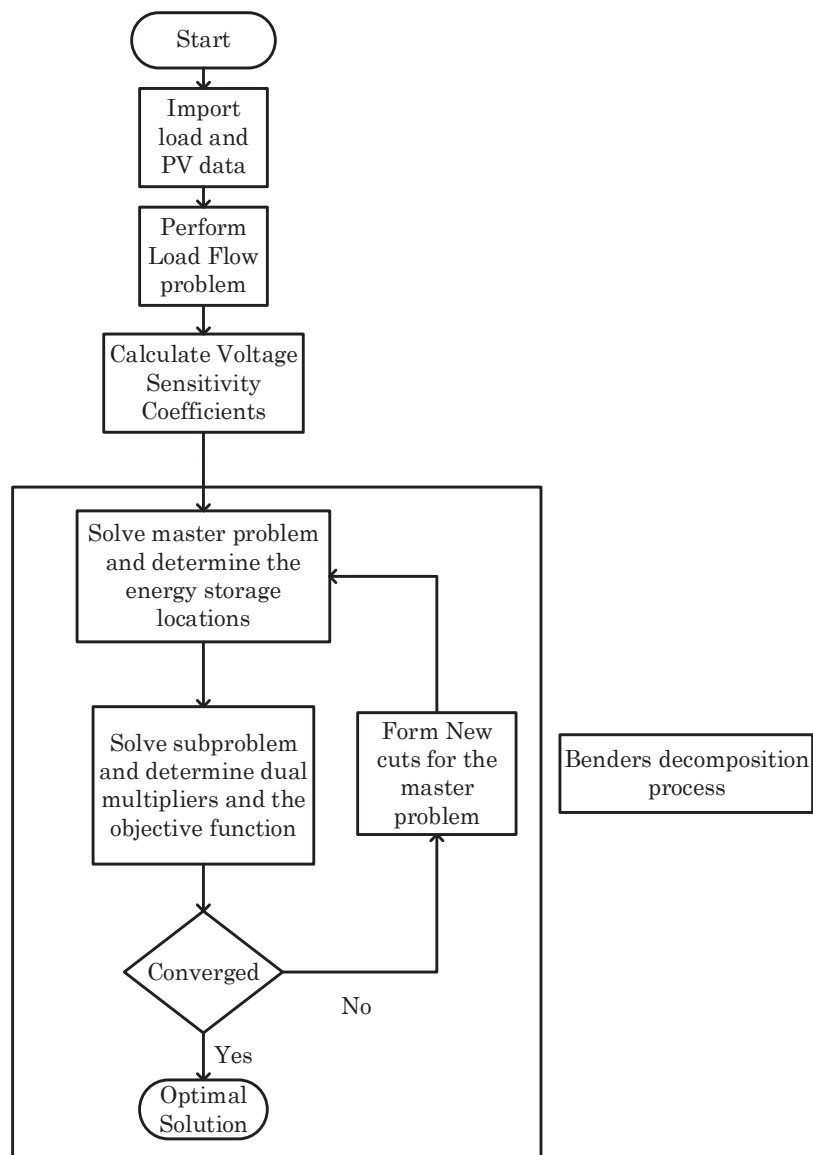 Start
Import
load and
PV data
Perform
Load Flow
problem
Calculate Voltage
Sensitivity
Coefficients
Solve master problem
and determine the
energy storage
locations
Solve subproblem
and determine dual
multipliers and the
objective function
Form New
cuts for the
master
problem
Benders decomposition
process
Converged
No
Yes
Optimal
Solution